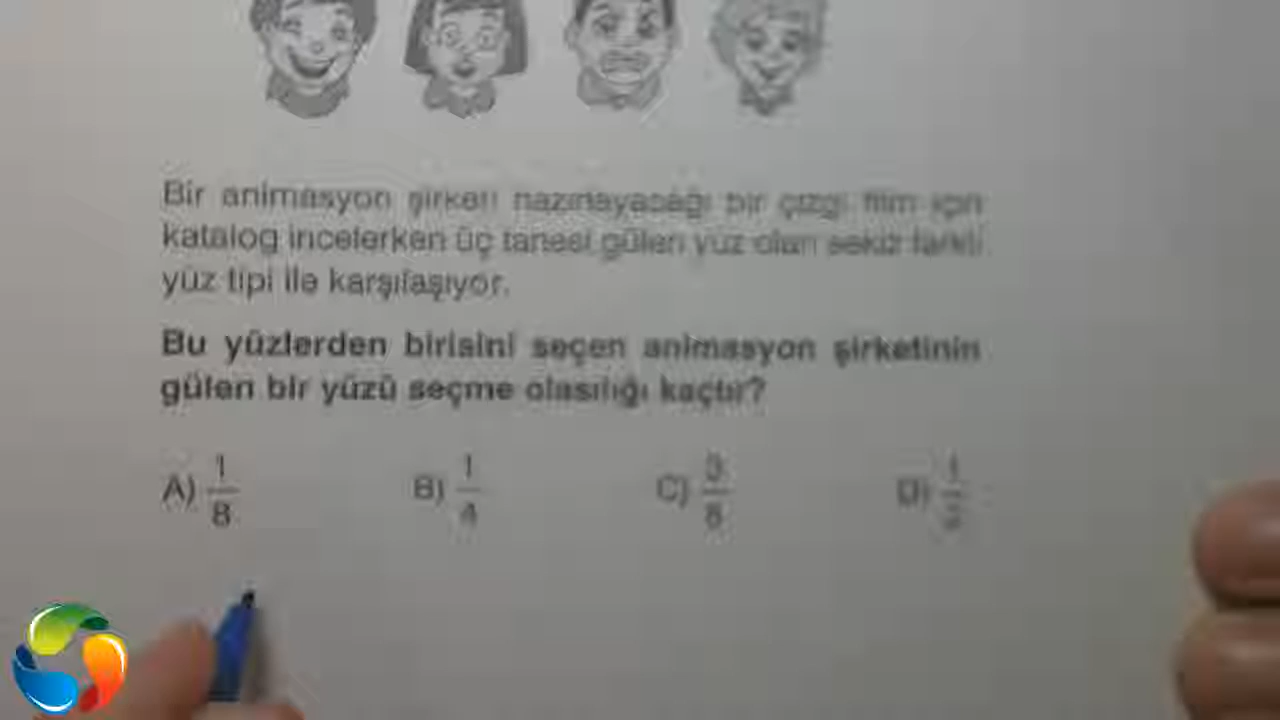 Bir animasyon şirketi hazırlayacağı bir çizgi film için
katalog incelerken üç tanesi gülen yüz olan sekiz farklı
yüz tipi ile karşılaşıyor.
Bu yüzlerden birisini seçen animasyon şirketinin
gülen bir yüzü seçme olasılığı kaçtır?
A) 1/8 B) 1/4 C) 3/8 D)